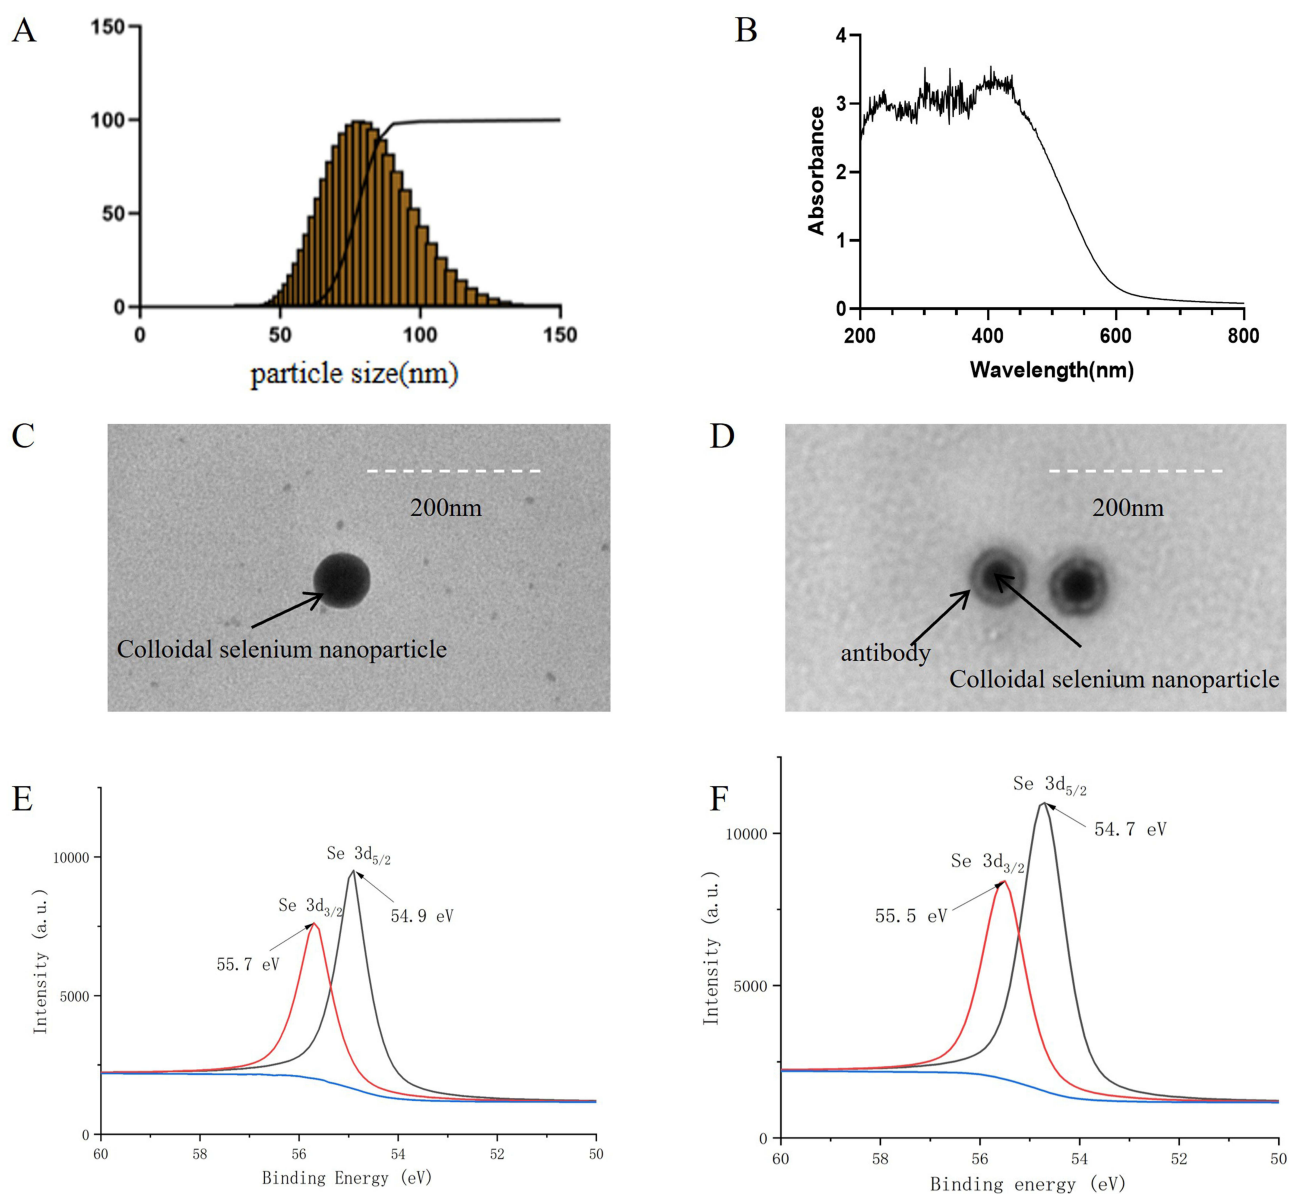 A
150
100
50
0
0 50 100 150
particle size(nm)
B
Absorbance
4
3
2
1
0
200 400 600 800
Wavelength(nm)
C
200nm
Colloidal selenium nanoparticle
D
200nm
antibody
Colloidal selenium nanoparticle
E
Intensity (a.u.)
10000
5000
0
Se 3d5/2
54.9 eV
Se 3d3/2
55.7 eV
60 58 56 54 52 50
Binding Energy (eV)
F
Intensity (a.u.)
10000
5000
0
Se 3d5/2
54.7 eV
Se 3d3/2
55.5 eV
60 58 56 54 52 50
Binding energy (eV)